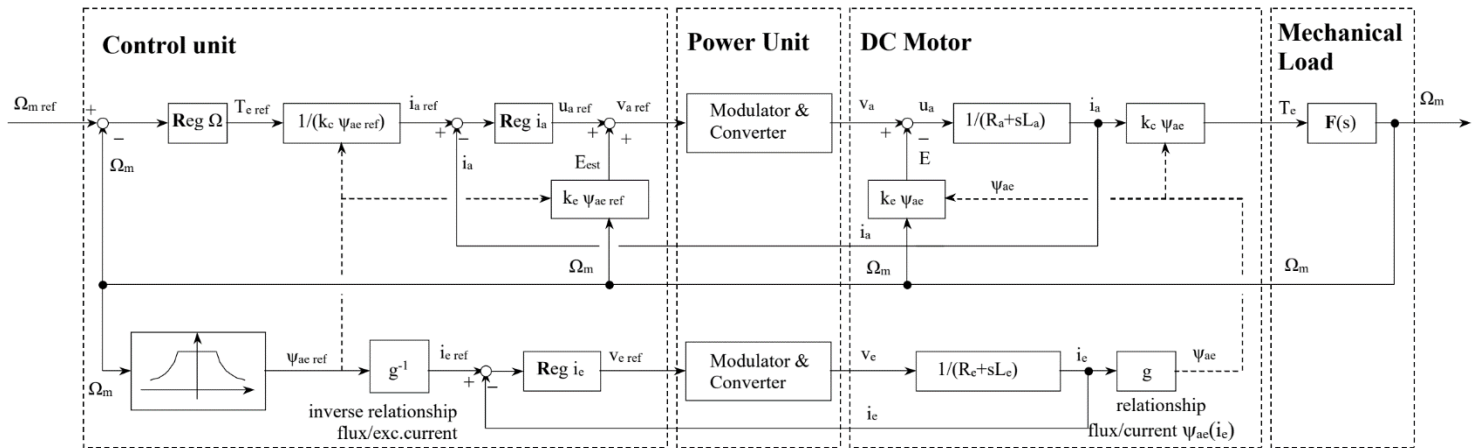 Control unit
Power Unit
DC Motor
Mechanical
Load
Ωm ref
+
−
Ωm
Reg Ω
Te ref
1/(kc ψae ref)
ia ref
+
−
ia
Reg ia
ua ref
+
+
Eest
va ref
Modulator &
Converter
va
+
−
E
ua
1/(Ra+sLa)
ia
kc ψae
Te
F(s)
Ωm
ke ψae ref
ke ψae
ψae
ia
Ωm
Ωm
Ωm
Ωm
ψae ref
g-1
ie ref
+
−
Reg ie
ve ref
Modulator &
Converter
ve
1/(Re+sLe)
ie
g
ψae
ie
inverse relationship
flux/exc.current
relationship
flux/current ψae(ie)